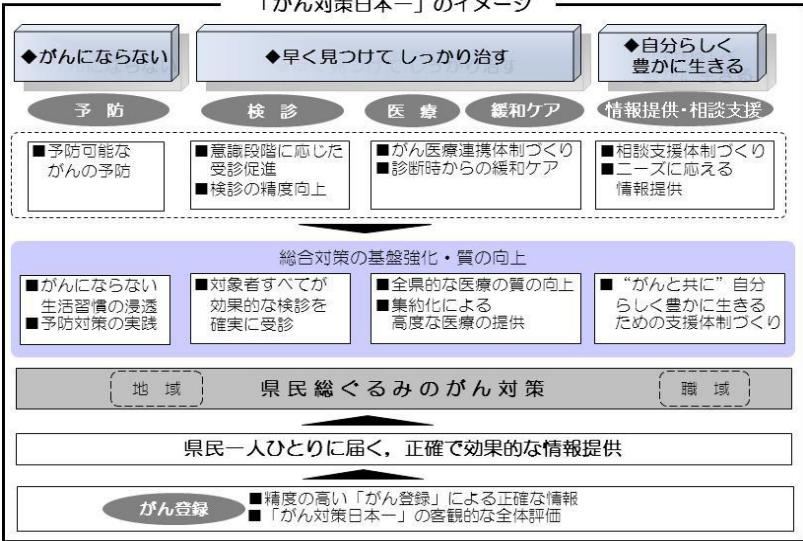 「がん対策日本一」のイメージ
◆がんにならない
◆早く見つけて しっかり治す
◆自分らしく
豊かに生きる
予 防
検 診
医 療
緩和ケア
情報提供・相談支援
■予防可能な
がんの予防
■意識段階に応じた
受診促進
■検診の精度向上
■がん医療連携体制づくり
■診断時からの緩和ケア
■相談支援体制づくり
■ニーズに応える
情報提供
総合対策の基盤強化・質の向上
■がんにならない
生活習慣の浸透
■予防対策の実践
■対象者すべてが
効果的な検診を
確実に受診
■全県的な医療の質の向上
■集約化による
高度な医療の提供
■ “がんと共に”自分
らしく豊かに生きる
ための支援体制づくり
地 域
県民総ぐるみのがん対策
職 域
県民一人ひとりに届く，正確で効果的な情報提供
がん登録
■精度の高い「がん登録」による正確な情報
■「がん対策日本一」の客観的な全体評価